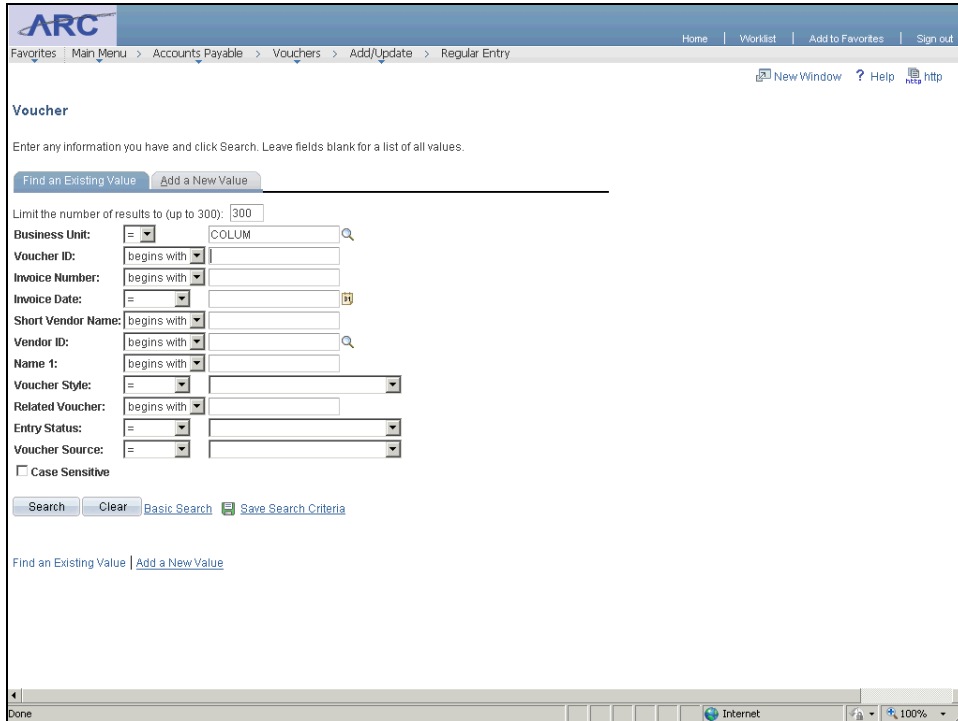 ARC
Home | Worklist | Add to Favorites | Sign out
Favorites Main Menu > Accounts Payable > Vouchers > Add/Update > Regular Entry
New Window ? Help http http
Voucher
Enter any information you have and click Search. Leave fields blank for a list of all values.
Find an Existing Value Add a New Value
Limit the number of results to (up to 300): 300
Business Unit: = COLUM
Voucher ID: begins with
Invoice Number: begins with
Invoice Date: = 31
Short Vendor Name: begins with
Vendor ID: begins with
Name 1: begins with
Voucher Style: =
Related Voucher: begins with
Entry Status: =
Voucher Source: =
Case Sensitive
Search Clear Basic Search Save Search Criteria
Find an Existing Value | Add a New Value
Done Internet 100%